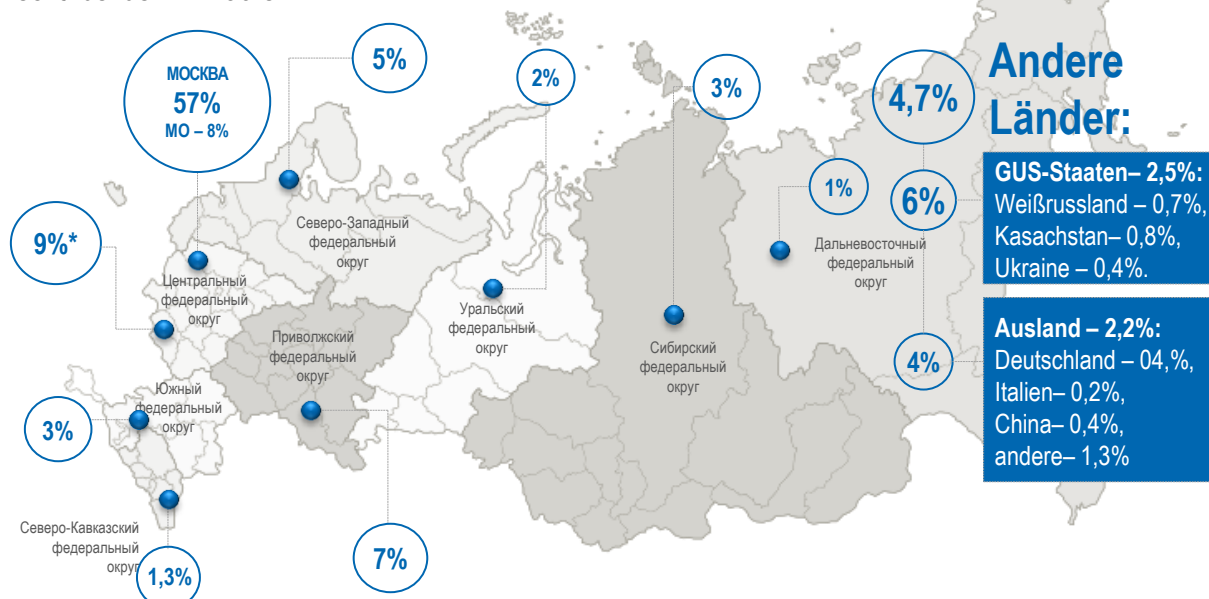 МОСКВА
57%
МО – 8%
5%
2%
3%
4,7%
Andere
Länder:
GUS-Staaten– 2,5%:
Weißrussland – 0,7%,
Kasachstan– 0,8%,
Ukraine – 0,4%.
1%
6%
9%*
Северо-Западный
федеральный
округ
Дальневосточный
федеральный
округ
Центральный
федеральный
округ
Уральский
федеральный
округ
Приволжский
федеральный
округ
Сибирский
федеральный
округ
4%
Ausland – 2,2%:
Deutschland – 04,%,
Italien– 0,2%,
China– 0,4%,
andere– 1,3%
Южный
федеральный
округ
3%
Северо-Кавказский
федеральный
округ
1,3%
7%